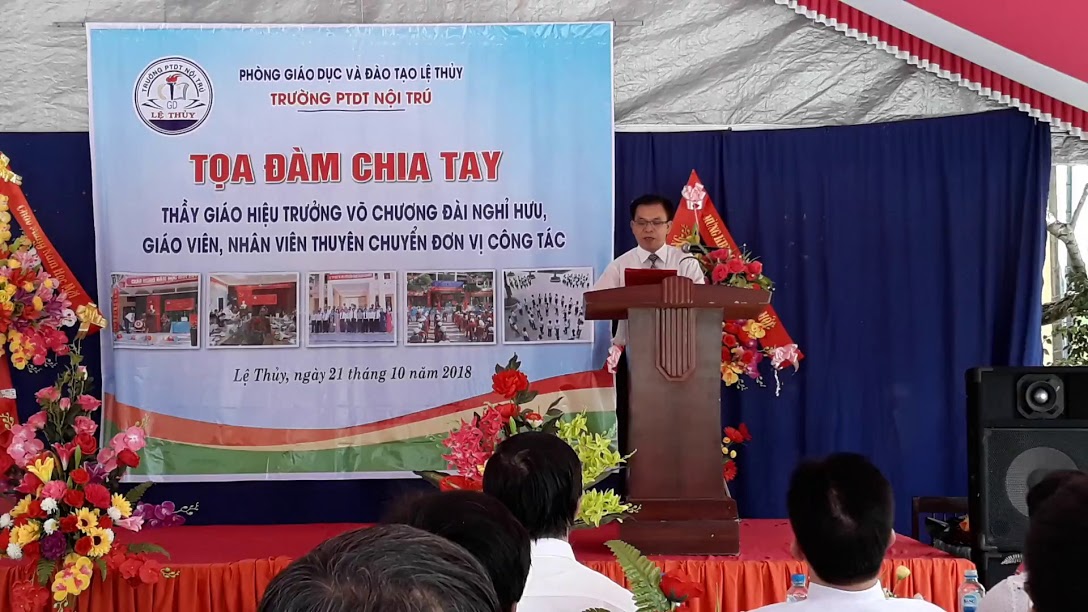 PHÒNG GIÁO DỤC VÀ ĐÀO TẠO LỆ THỦY
TRƯỜNG PTDT NỘI TRÚ
TRƯỜNG PTDT NỘI TRÚ
GD
LỆ THỦY
TỌA ĐÀM CHIA TAY
THẦY GIÁO HIỆU TRƯỞNG VÕ CHƯƠNG ĐÀI NGHỈ HƯU,
GIÁO VIÊN, NHÂN VIÊN THUYÊN CHUYỂN ĐƠN VỊ CÔNG TÁC
Lệ Thủy, ngày 21 tháng 10 năm 2018